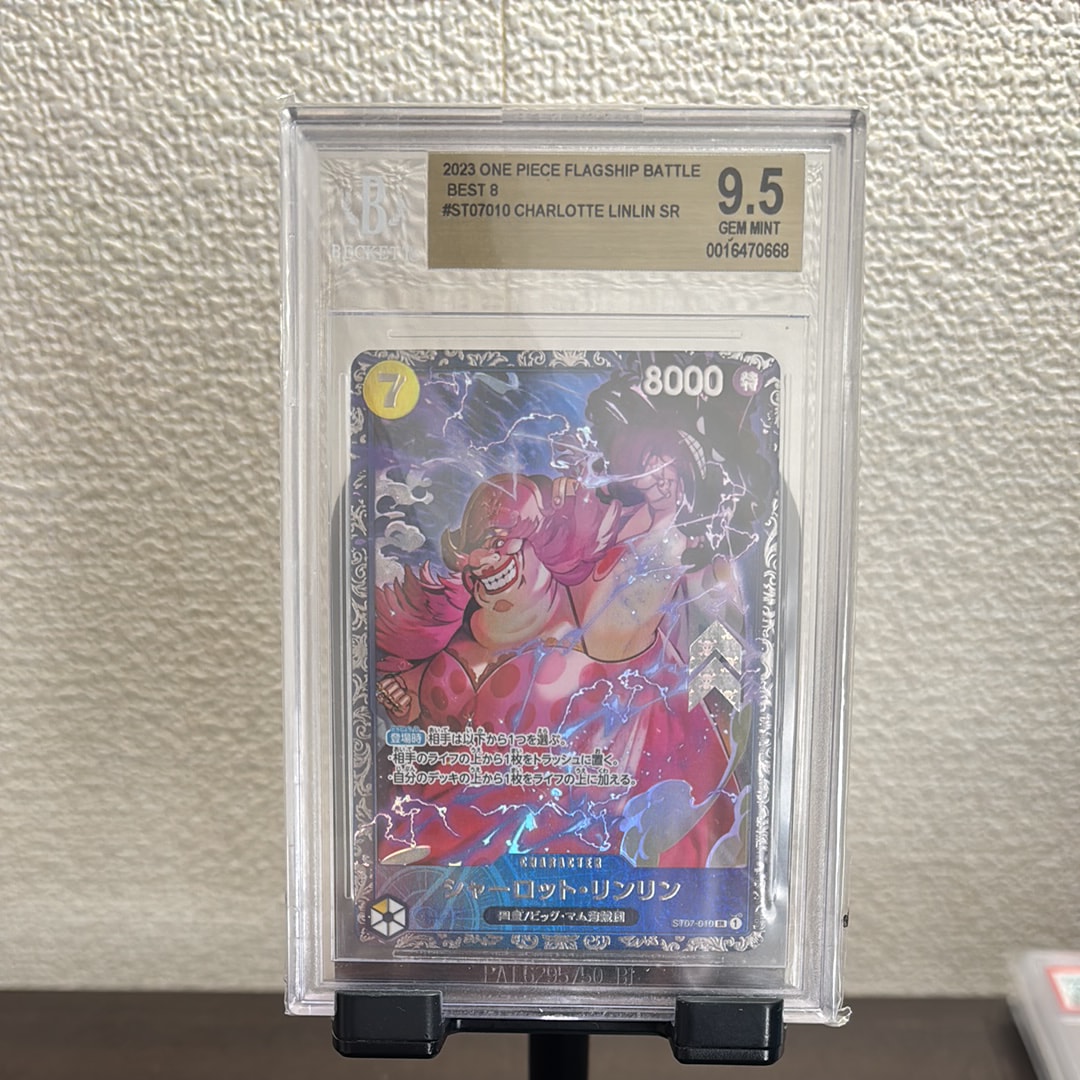 2023 ONE PIECE FLAGSHIP BATTLE
BEST 8
#ST07010 CHARLOTTE LINLIN SR
9.5
GEM MINT
0016470668
B
BECKETT
7
8000
特
登場時 相手は以下から1つを選ぶ。
・相手のライフの上から1枚をトラッシュに置く。
・自分のデッキの上から1枚をライフの上に加える。
CHARACTER
シャーロット・リンリン
四皇/ビッグ・マム海賊団
ST07-010 SR 1